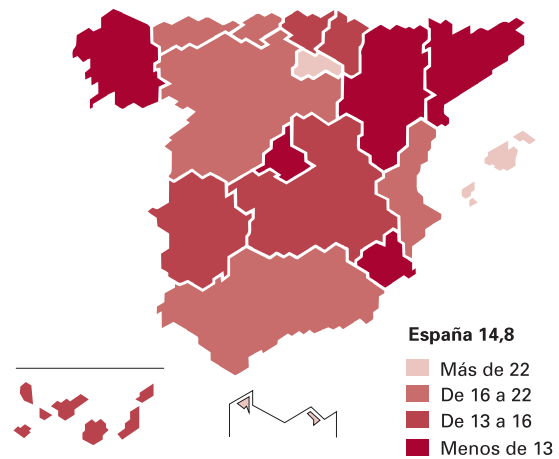 España 14,8
Más de 22
De 16 a 22
De 13 a 16
Menos de 13